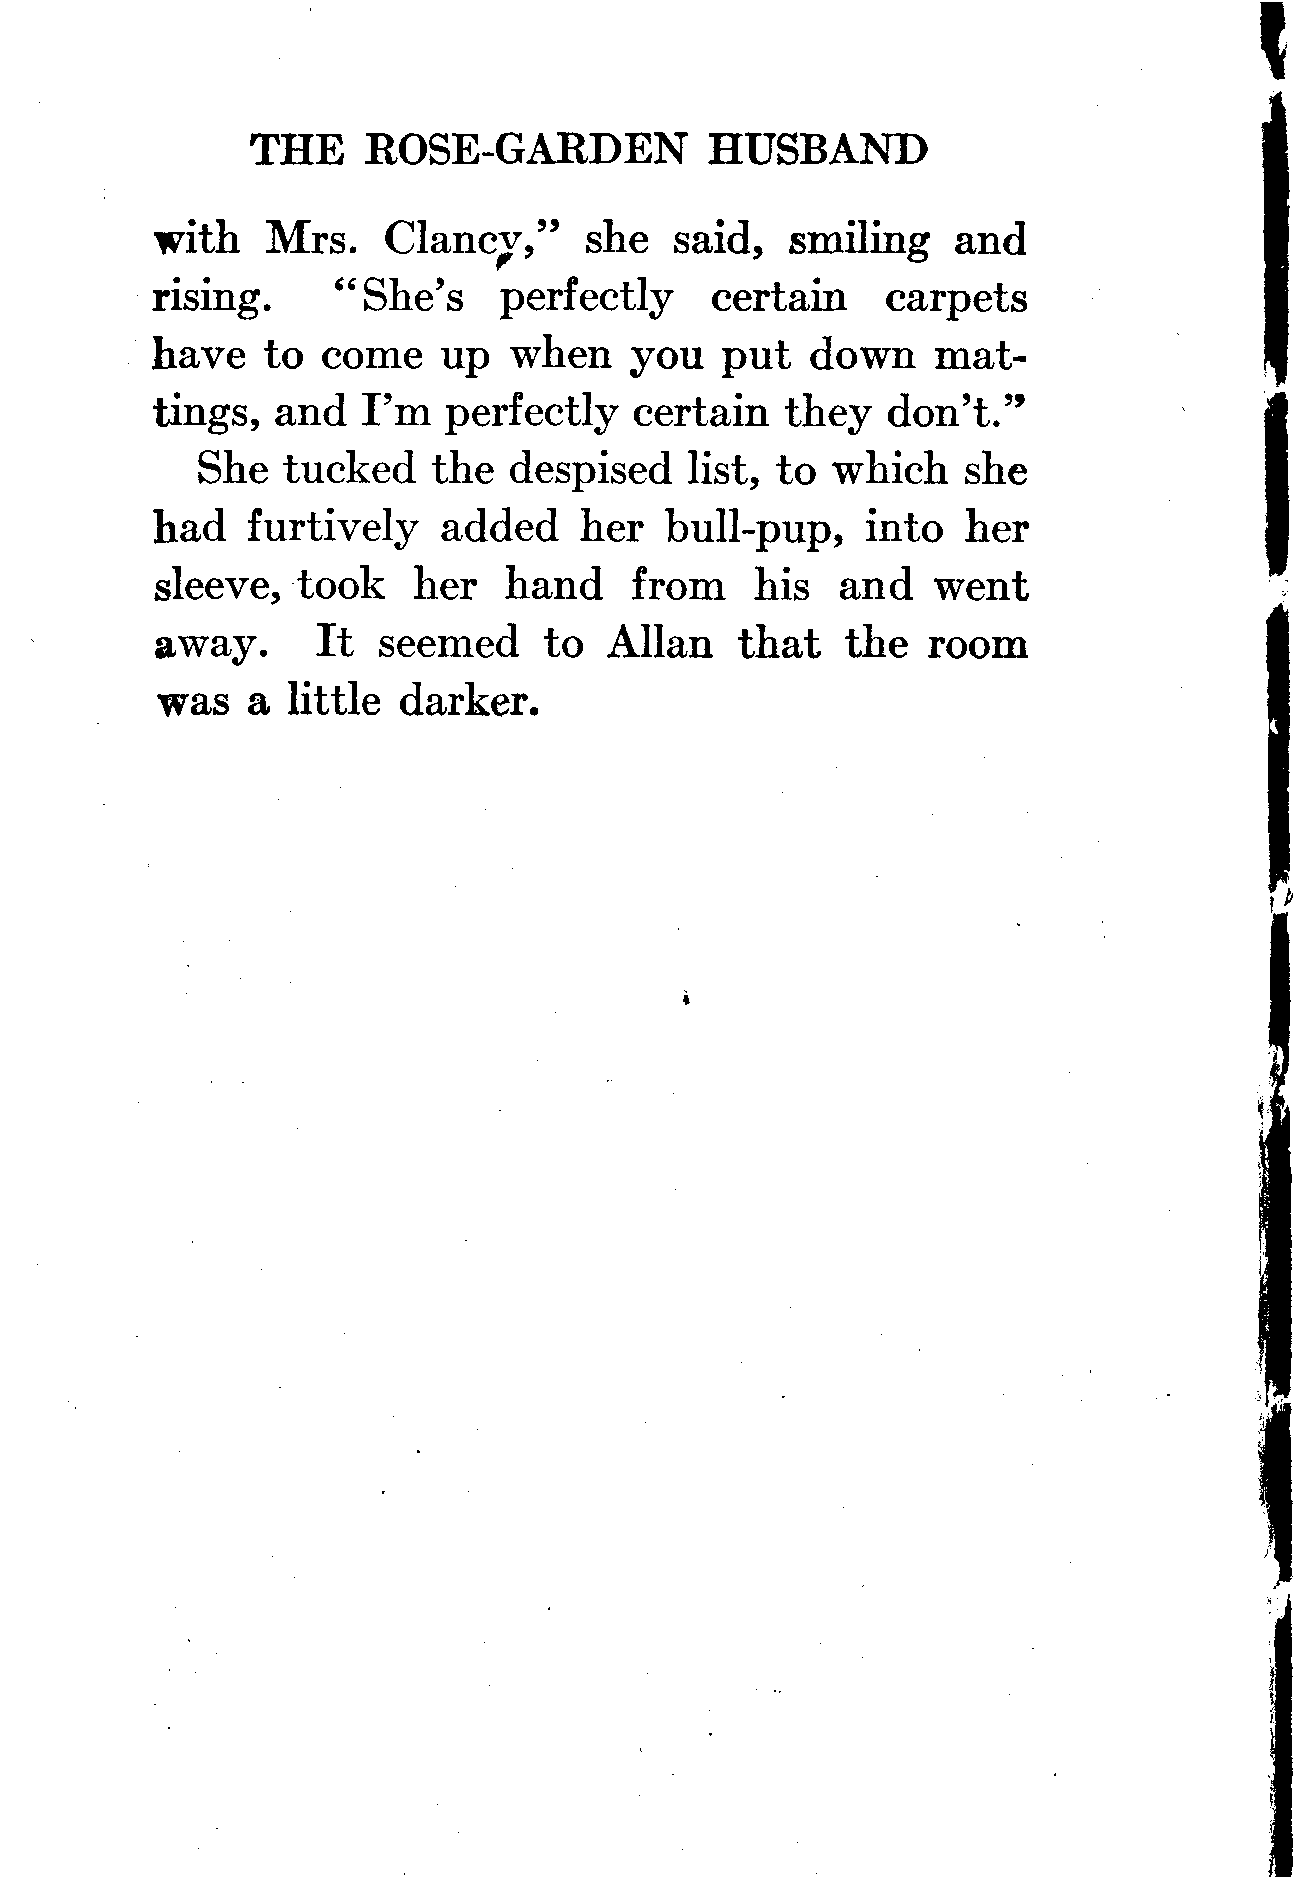 THE ROSE-GARDEN HUSBAND
with Mrs. Clancy,” she said, smiling and
rising. “She’s perfectly certain carpets
have to come up when you put down mat-
tings, and I’m perfectly certain they don’t.”
She tucked the despised list, to which she
had furtively added her bull-pup, into her
sleeve, took her hand from his and went
away. It seemed to Allan that the room
was a little darker.